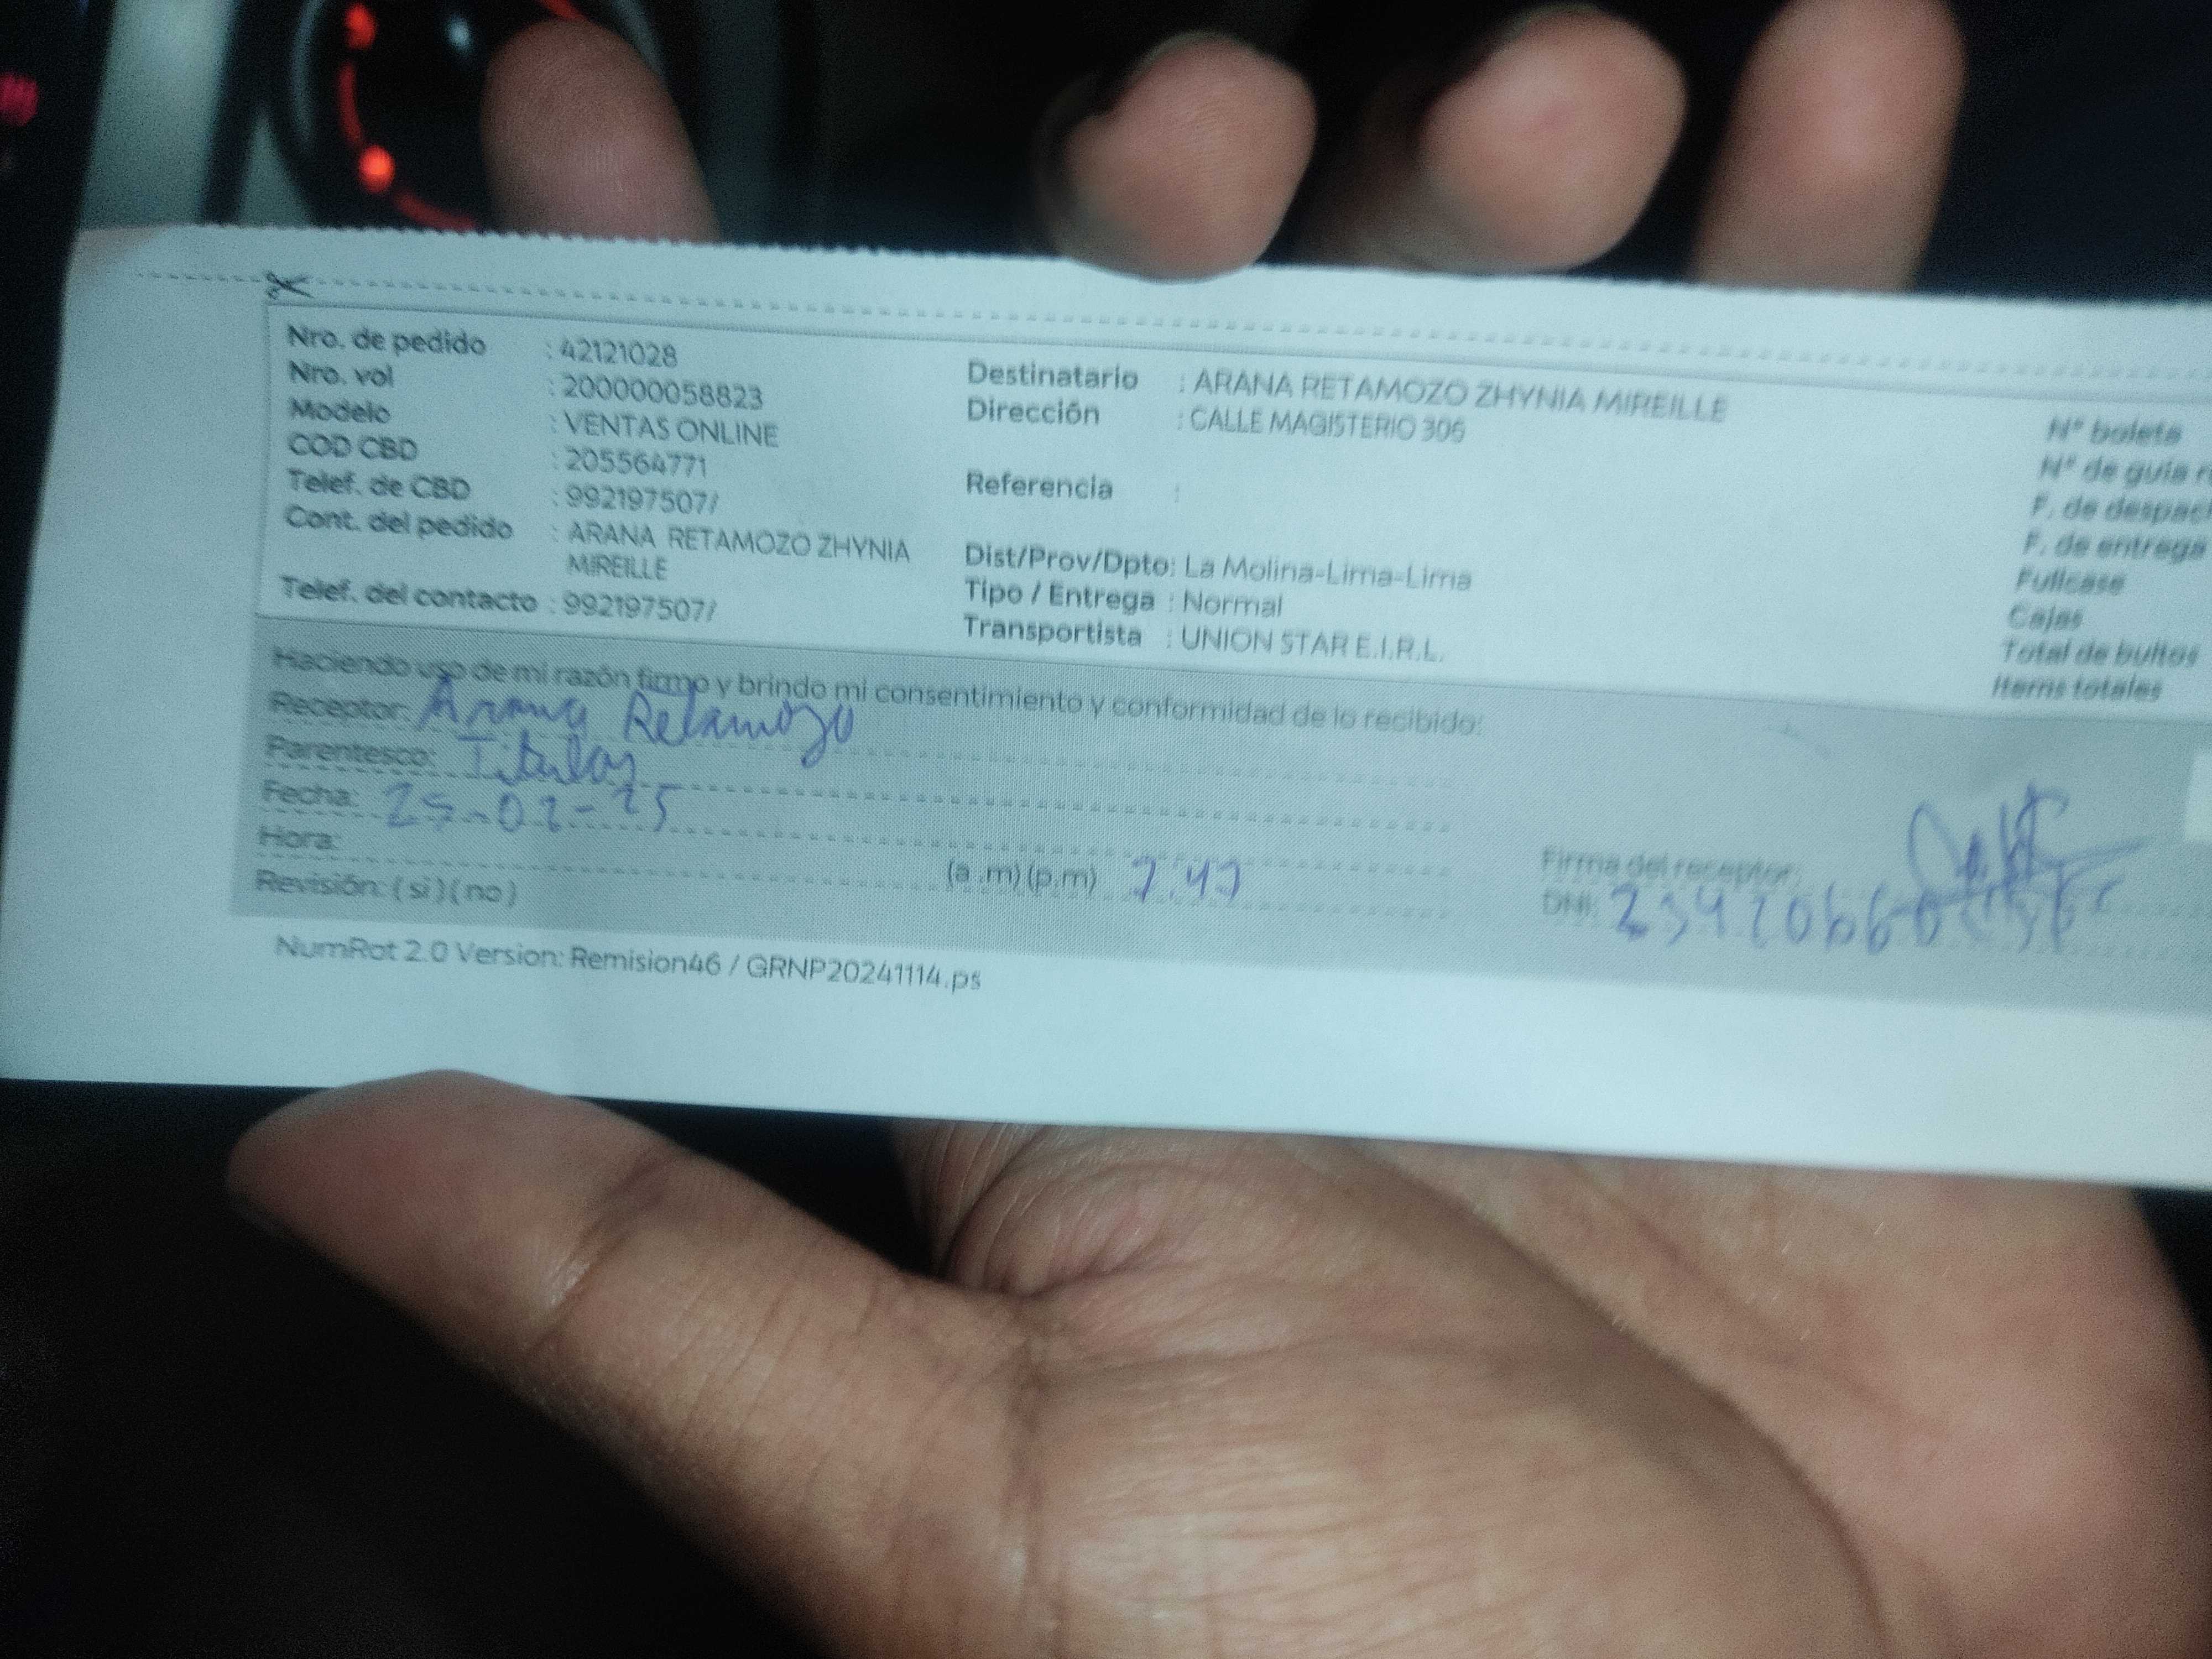 Nro. de pedido : 42121028
Nro. vol : 200000058823
Modelo : VENTAS ONLINE
COD CBD : 205564771
Telef. de CBD : 992197507/
Cont. del pedido : ARANA RETAMOZO ZHYNIA
MIREILLE
Telef. del contacto : 992197507/
Destinatario : ARANA RETAMOZO ZHYNIA MIREILLE
Dirección : CALLE MAGISTERIO 306
Referencia :
Dist/Prov/Dpto: La Molina-Lima-Lima
Tipo / Entrega : Normal
Transportista : UNION STAR E.I.R.L.
N° boleta
N° de guía
F. de
F. de entrega
Fullcase
Cajas
Total de bultos
Items totales
Haciendo uso de mi razón firmo y brindo mi consentimiento y conformidad de lo recibido:
Receptor: Arana Retamozo
Parentesco: Titular
Fecha:
Hora: (a.m)(p.m) 7.47
Revisión: (si)(no)
Firma del receptor:
DNI:
NumRot 2.0 Version: Remision46 / GRNP20241114.ps